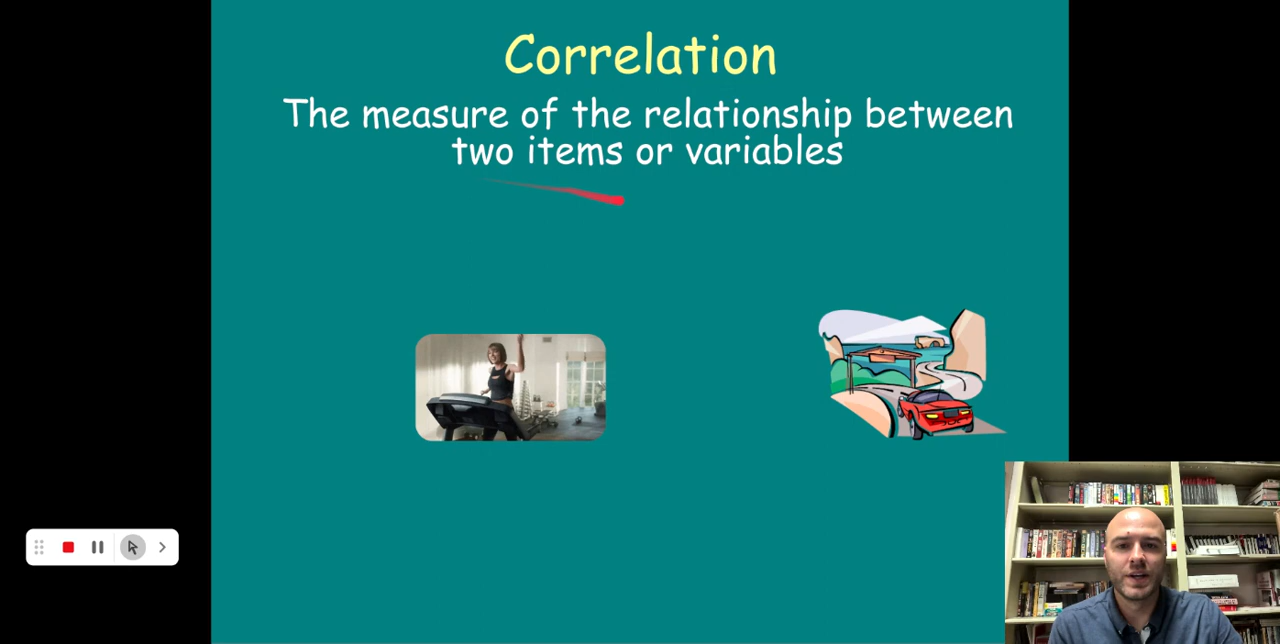 Correlation
The measure of the relationship between
two items or variables